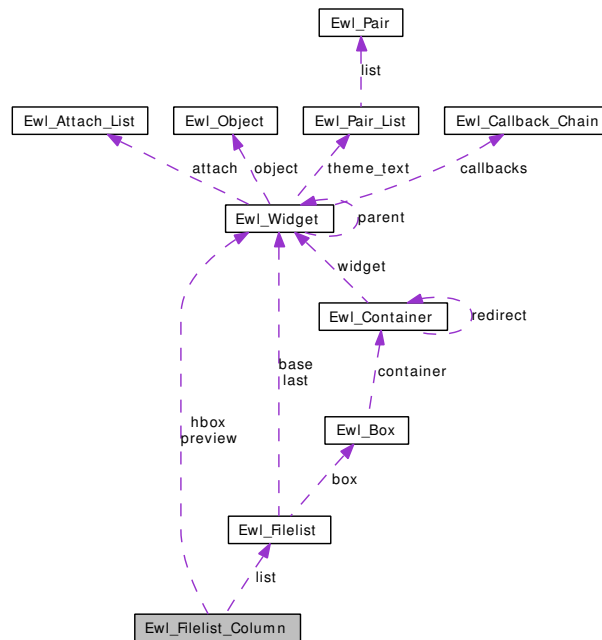 Ewl_Pair
list
Ewl_Attach_List
Ewl_Object
Ewl_Pair_List
Ewl_Callback_Chain
attach
object
theme_text
callbacks
Ewl_Widget
parent
widget
Ewl_Container
redirect
base
last
container
hbox
preview
Ewl_Box
box
Ewl_Filelist
list
Ewl_Filelist_Column